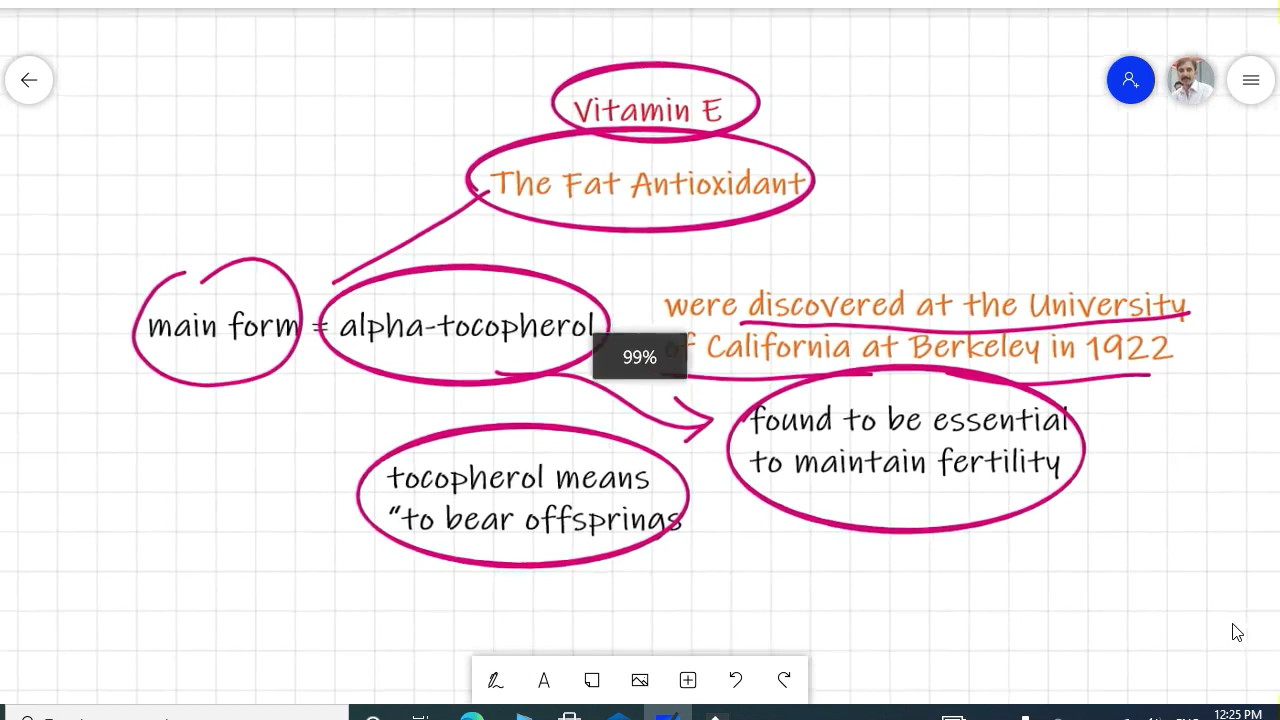 Vitamin E
The Fat Antioxidant
main form = alpha-tocopherol
were discovered at the University
of California at Berkeley in 1922
99%
found to be essential
to maintain fertility
tocopherol means
“to bear offsprings
12:25 PM